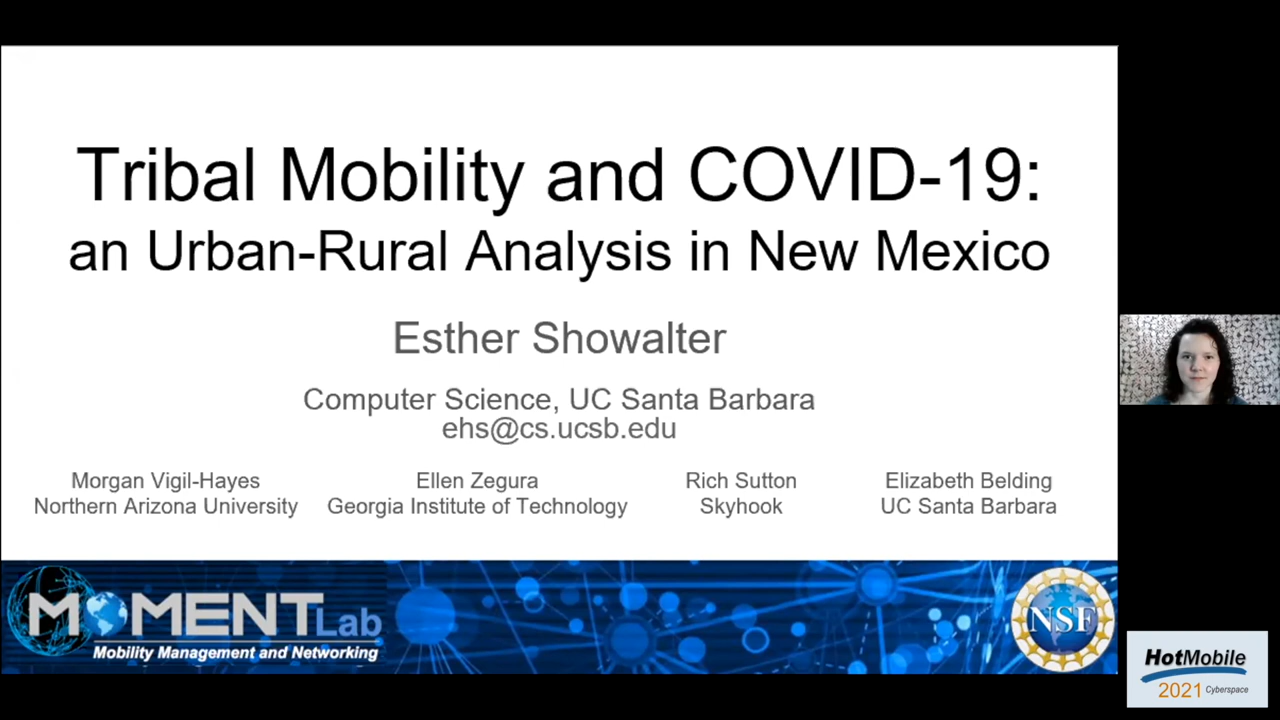 Tribal Mobility and COVID-19:
an Urban-Rural Analysis in New Mexico
Esther Showalter
Computer Science, UC Santa Barbara
ehs@cs.ucsb.edu
Morgan Vigil-Hayes
Northern Arizona University
Ellen Zegura
Georgia Institute of Technology
Rich Sutton
Skyhook
Elizabeth Belding
UC Santa Barbara
MOMENTLab
Mobility Management and Networking
NSF
HotMobile
2021 Cyberspace